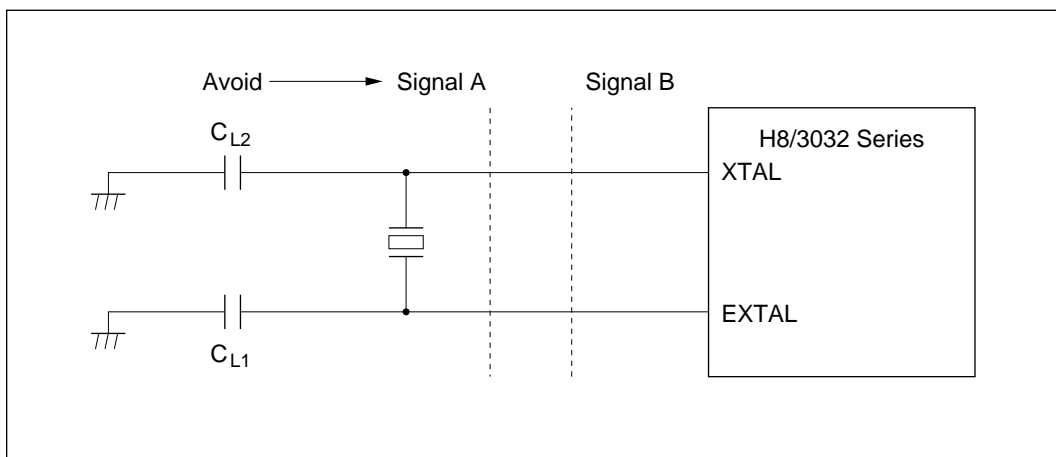 Avoid Signal A Signal B
CL2
H8/3032 Series
XTAL
EXTAL
CL1